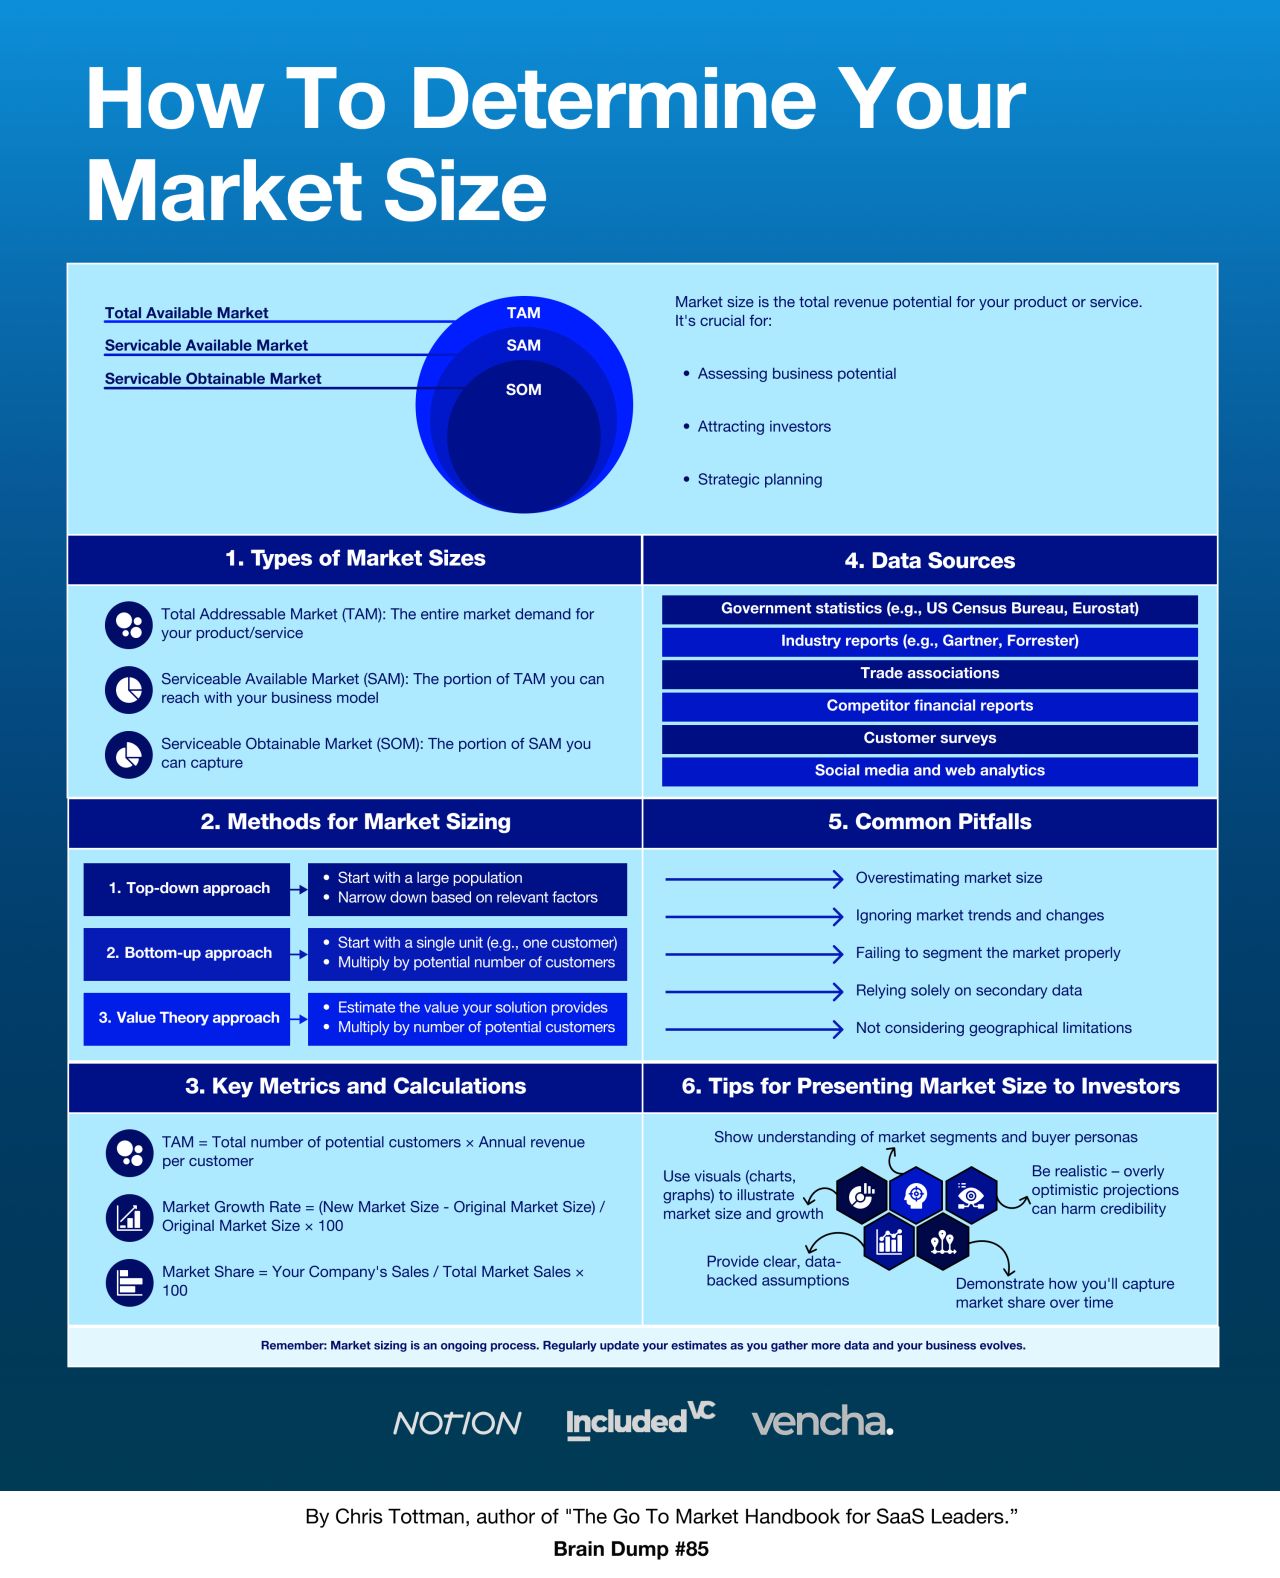 How To Determine Your
Market Size
Total Available Market
Servicable Available Market
Servicable Obtainable Market
TAM
SAM
SOM
Market size is the total revenue potential for your product or service.
It's crucial for:
• Assessing business potential
• Attracting investors
• Strategic planning
1. Types of Market Sizes
Total Addressable Market (TAM): The entire market demand for
your product/service
Serviceable Available Market (SAM): The portion of TAM you can
reach with your business model
Serviceable Obtainable Market (SOM): The portion of SAM you
can capture
2. Methods for Market Sizing
1. Top-down approach
• Start with a large population
• Narrow down based on relevant factors
2. Bottom-up approach
• Start with a single unit (e.g., one customer)
• Multiply by potential number of customers
3. Value Theory approach
• Estimate the value your solution provides
• Multiply by number of potential customers
3. Key Metrics and Calculations
TAM = Total number of potential customers × Annual revenue
per customer
Market Growth Rate = (New Market Size - Original Market Size) /
Original Market Size × 100
Market Share = Your Company's Sales / Total Market Sales ×
100
4. Data Sources
Government statistics (e.g., US Census Bureau, Eurostat)
Industry reports (e.g., Gartner, Forrester)
Trade associations
Competitor financial reports
Customer surveys
Social media and web analytics
5. Common Pitfalls
Overestimating market size
Ignoring market trends and changes
Failing to segment the market properly
Relying solely on secondary data
Not considering geographical limitations
6. Tips for Presenting Market Size to Investors
Show understanding of market segments and buyer personas
Use visuals (charts,
graphs) to illustrate
market size and growth
Be realistic – overly
optimistic projections
can harm credibility
Provide clear, data-
backed assumptions
Demonstrate how you'll capture
market share over time
Remember: Market sizing is an ongoing process. Regularly update your estimates as you gather more data and your business evolves.
NOTION
Included VC
vencha.
By Chris Tottman, author of "The Go To Market Handbook for SaaS Leaders.”
Brain Dump #85